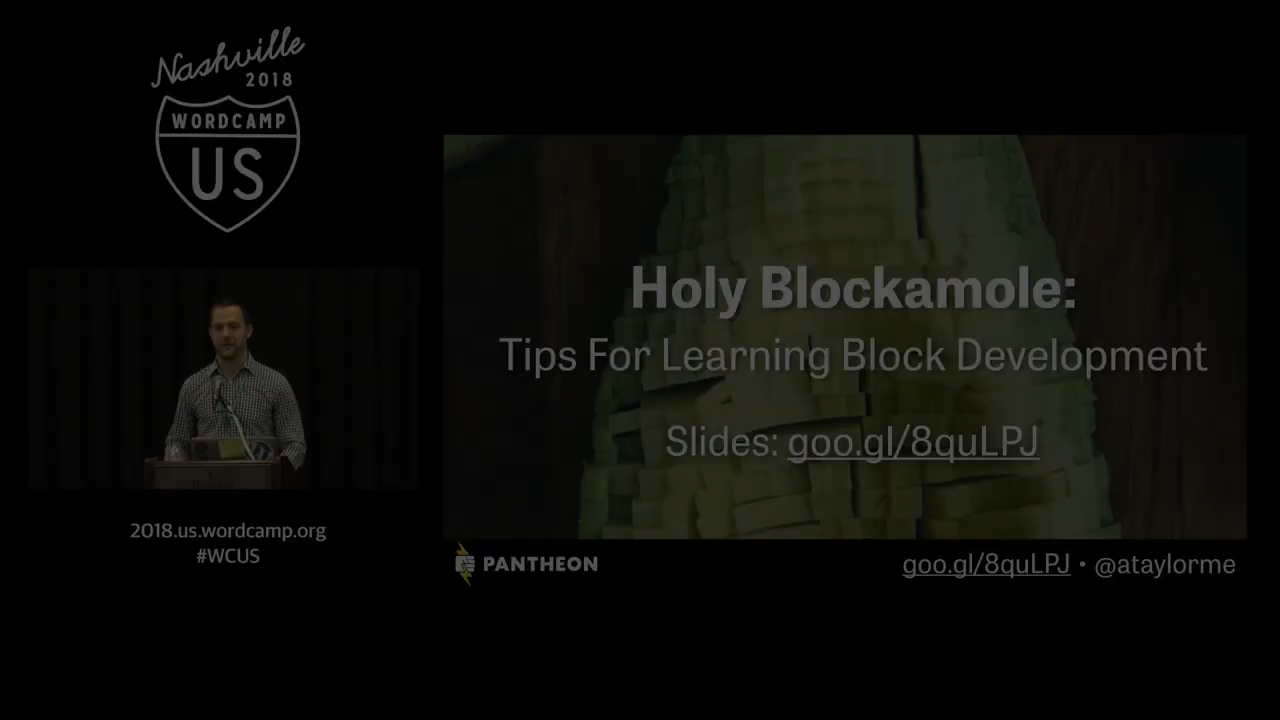 Nashville
2018
WORDCAMP
US
2018.us.wordcamp.org
#WCUS
Holy Blockamole:
Tips For Learning Block Development
Slides: goo.gl/8quLPJ
PANTHEON
goo.gl/8quLPJ • @ataylorme